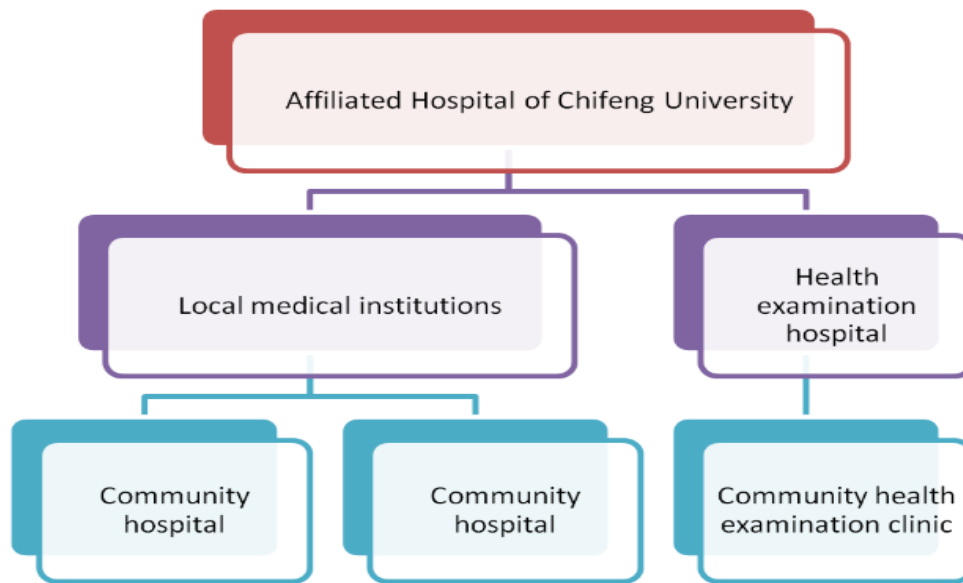 Affiliated Hospital of Chifeng University
Local medical institutions
Health
examination
hospital
Community
hospital
Community
hospital
Community health
examination clinic